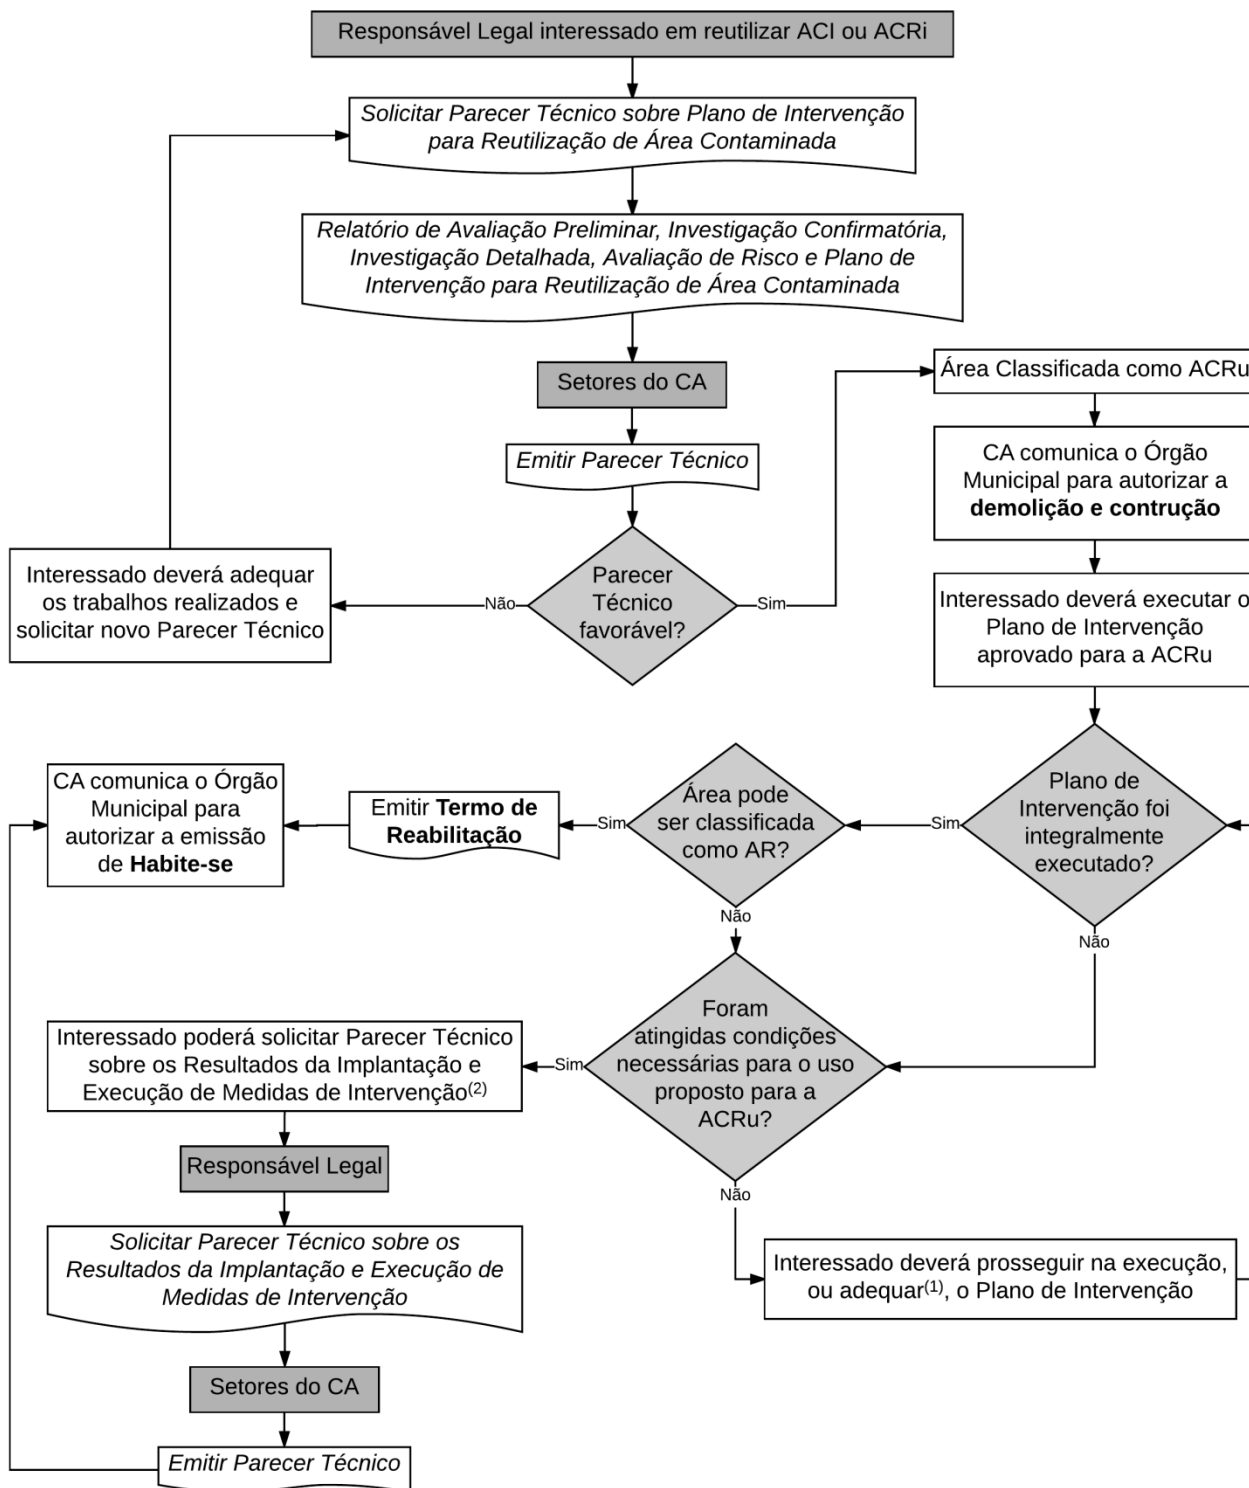 Responsável Legal interessado em reutilizar ACI ou ACRi
Solicitar Parecer Técnico sobre Plano de Intervenção
para Reutilização de Área Contaminada
Relatório de Avaliação Preliminar, Investigação Confirmatória,
Investigação Detalhada, Avaliação de Risco e Plano de
Intervenção para Reutilização de Área Contaminada
Setores do CA
Emitir Parecer Técnico
Parecer
Técnico
favorável?
Não
Sim
Interessado deverá adequar
os trabalhos realizados e
solicitar novo Parecer Técnico
Área Classificada como ACRu
CA comunica o Órgão
Municipal para autorizar a
demolição e contrução
Interessado deverá executar o
Plano de Intervenção
aprovado para a ACRu
Plano de
Intervenção foi
integralmente
executado?
Sim
Não
Área pode
ser classificada
como AR?
Sim
Não
Emitir Termo de
Reabilitação
CA comunica o Órgão
Municipal para
autorizar a emissão
de Habite-se
Foram
atingidas condições
necessárias para o uso
proposto para a
ACRu?
Sim
Não
Interessado poderá solicitar Parecer Técnico
sobre os Resultados da Implantação e
Execução de Medidas de Intervenção(2)
Responsável Legal
Solicitar Parecer Técnico sobre os
Resultados da Implantação e Execução de
Medidas de Intervenção
Interessado deverá prosseguir na execução,
ou adequar(1), o Plano de Intervenção
Setores do CA
Emitir Parecer Técnico